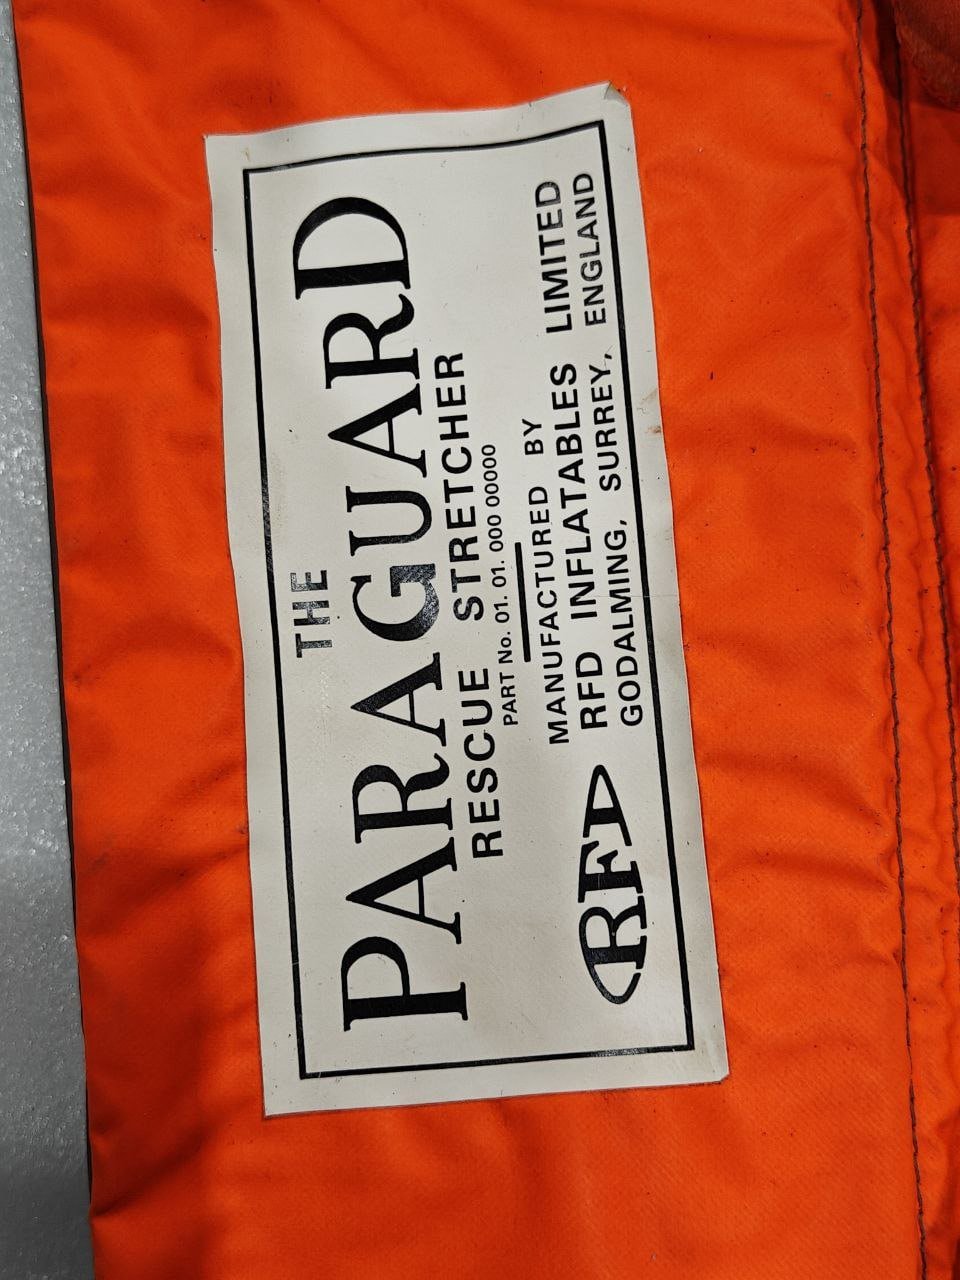 THE
PARAGUARD
RESCUE STRETCHER
PART No. 01. 01. 000 00000
MANUFACTURED BY
RFD INFLATABLES LIMITED
GODALMING, SURREY, ENGLAND
RFD